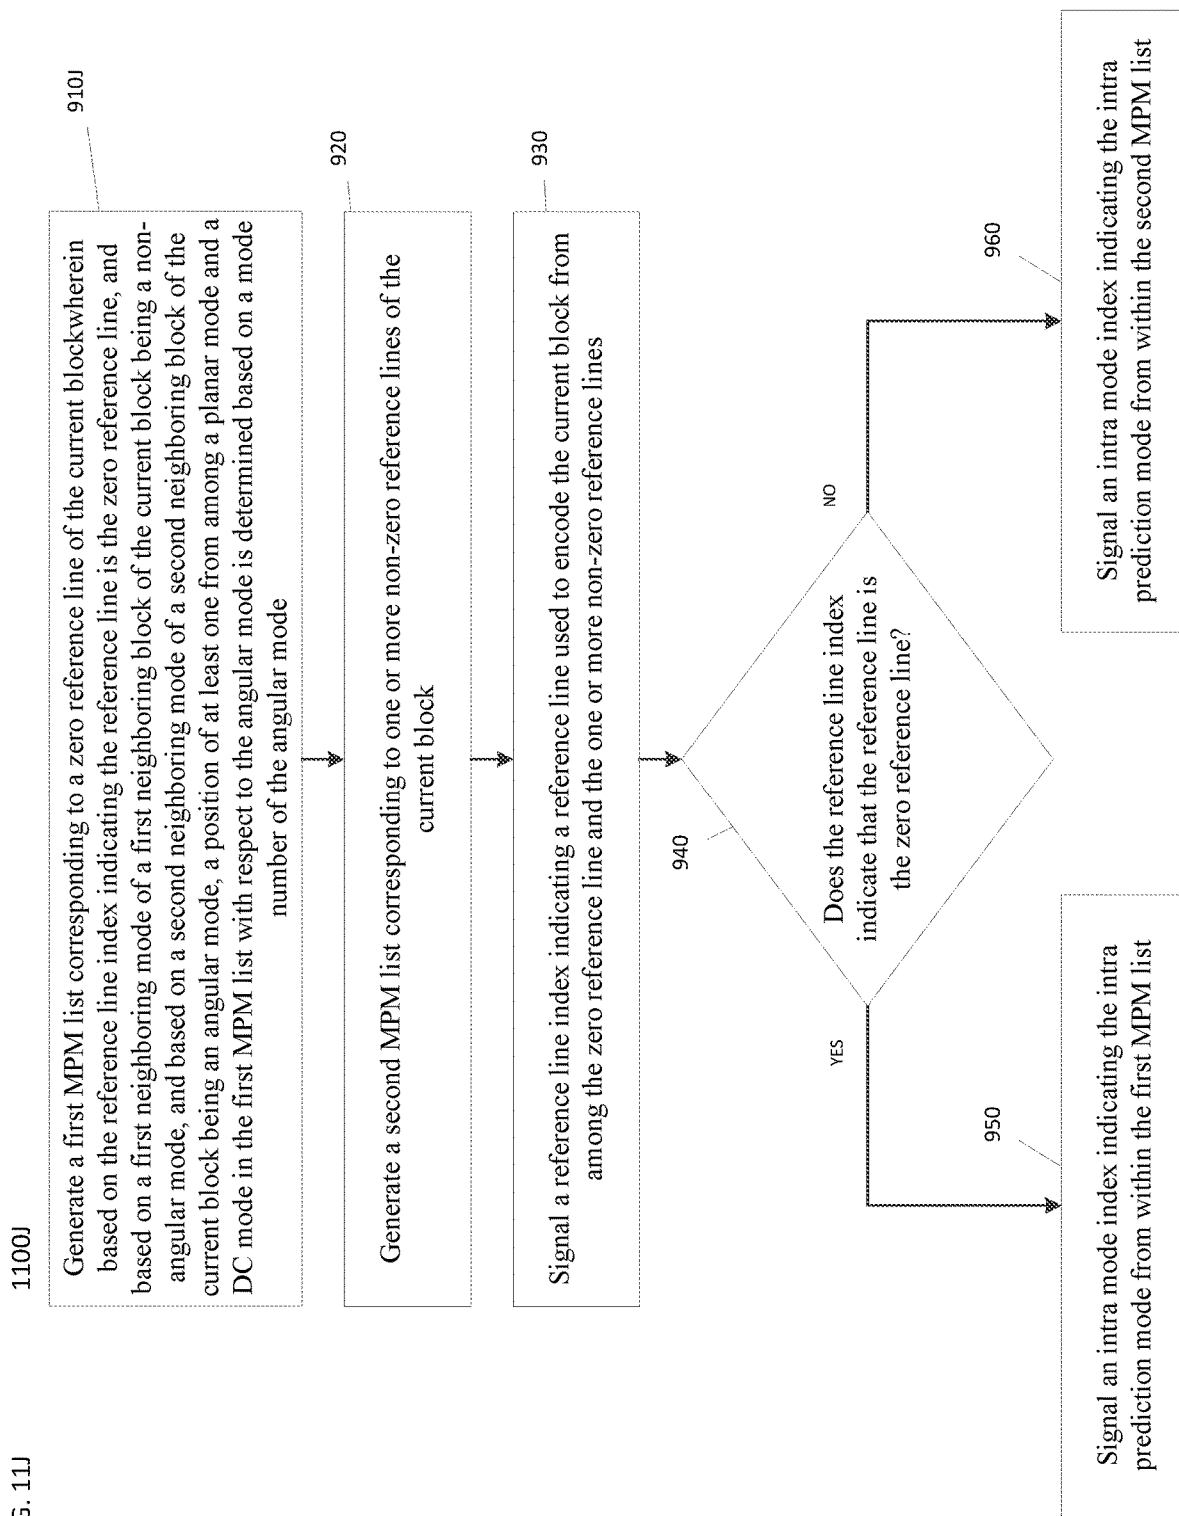 G. 11J
1100J
910J
Generate a first MPM list corresponding to a zero reference line of the current blockwherein
based on the reference line index indicating the reference line is the zero reference line, and
based on a first neighboring mode of a first neighboring block of the current block being a non-
angular mode, and based on a second neighboring mode of a second neighboring block of the
current block being an angular mode, a position of at least one from among a planar mode and a
DC mode in the first MPM list with respect to the angular mode is determined based on a mode
number of the angular mode
920
Generate a second MPM list corresponding to one or more non-zero reference lines of the
current block
930
Signal a reference line index indicating a reference line used to encode the current block from
among the zero reference line and the one or more non-zero reference lines
940
Does the reference line index
indicate that the reference line is
the zero reference line?
YES
NO
950
Signal an intra mode index indicating the intra
prediction mode from within the first MPM list
960
Signal an intra mode index indicating the intra
prediction mode from within the second MPM list